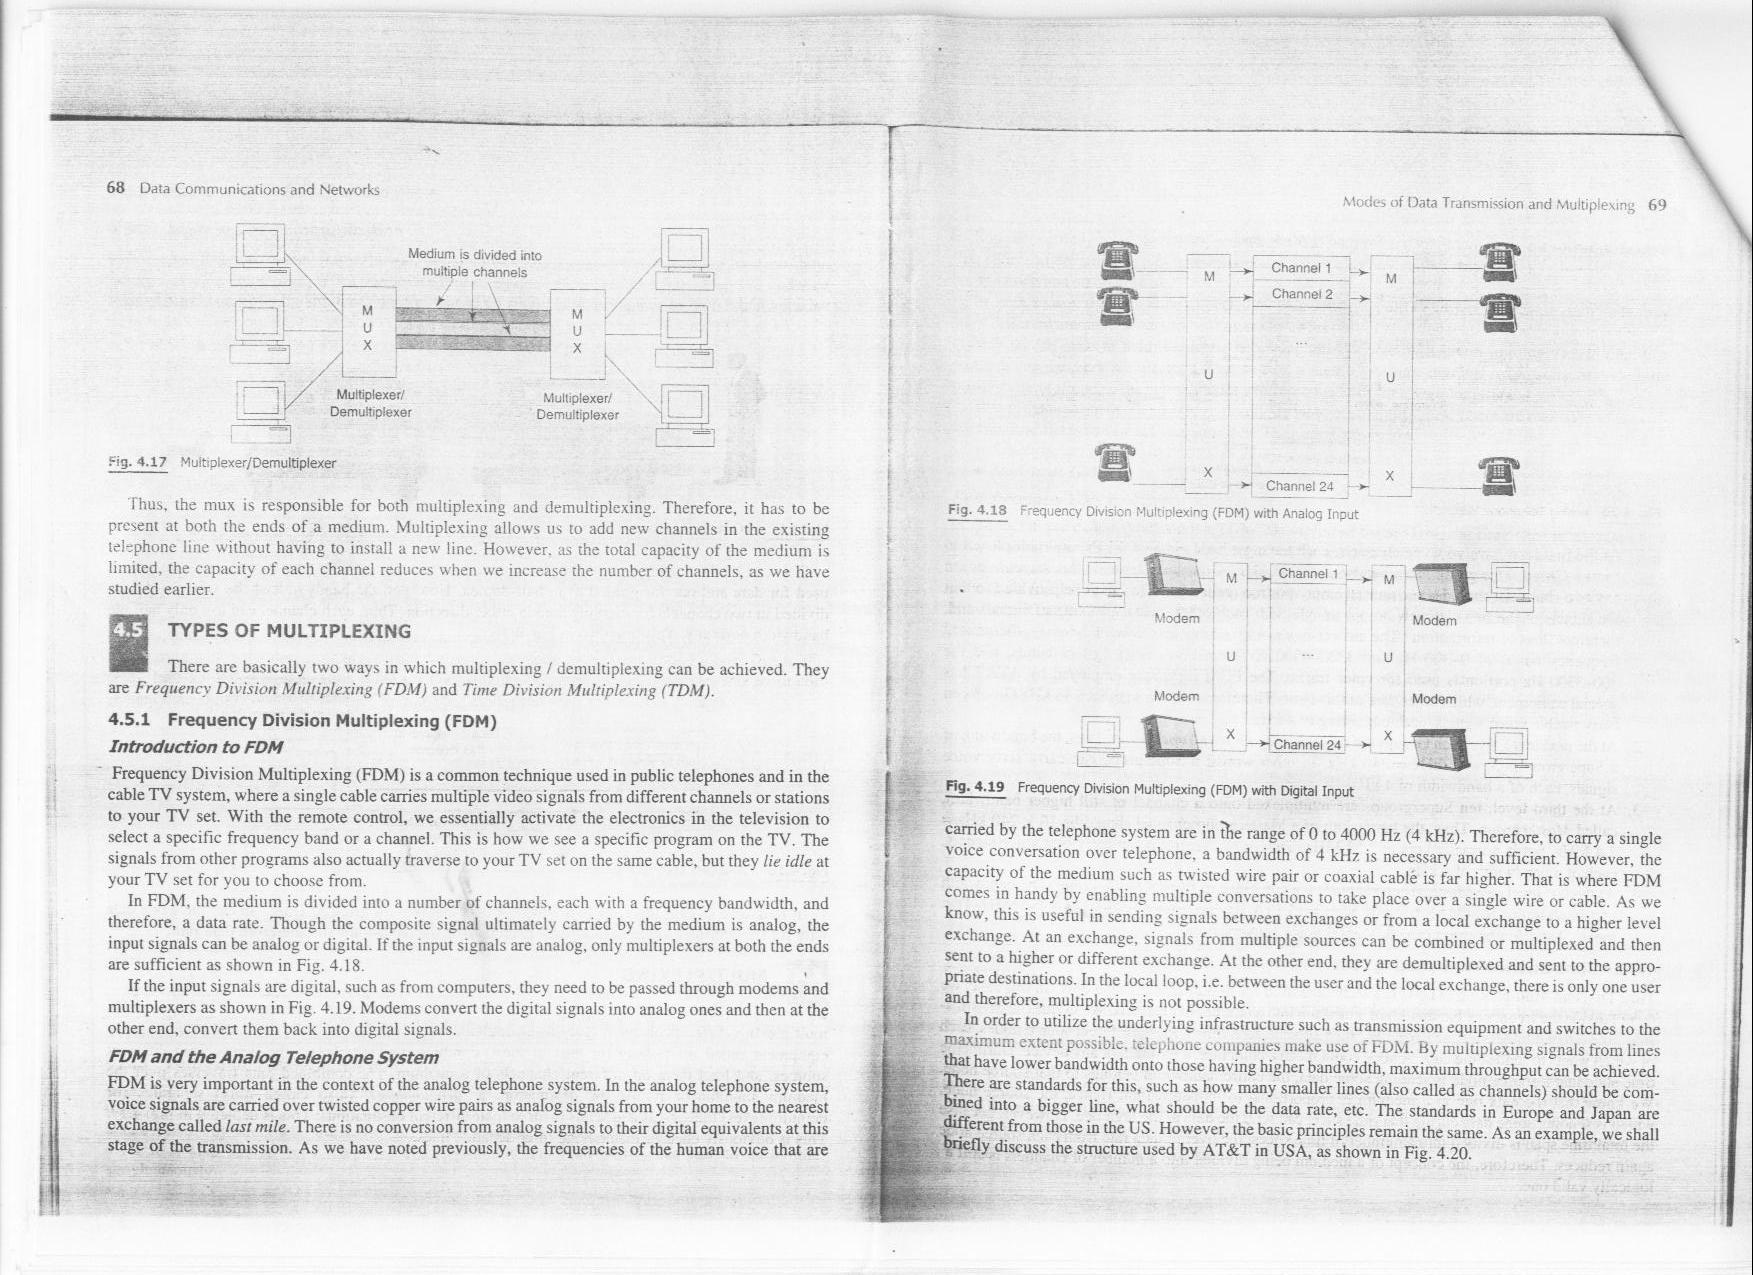 68 Data Communications and Networks
Medium is divided into
multiple channels
M
U
X
M
U
X
Multiplexer/
Demultiplexer
Multiplexer/
Demultiplexer
Fig. 4.17 Multiplexer/Demultiplexer
Thus, the mux is responsible for both multiplexing and demultiplexing. Therefore, it has to be
present at both the ends of a medium. Multiplexing allows us to add new channels in the existing
telephone line without having to install a new line. However, as the total capacity of the medium is
limited, the capacity of each channel reduces when we increase the number of channels, as we have
studied earlier.
4.5 TYPES OF MULTIPLEXING
There are basically two ways in which multiplexing / demultiplexing can be achieved. They
are Frequency Division Multiplexing (FDM) and Time Division Multiplexing (TDM).
4.5.1 Frequency Division Multiplexing (FDM)
Introduction to FDM
Frequency Division Multiplexing (FDM) is a common technique used in public telephones and in the
cable TV system, where a single cable carries multiple video signals from different channels or stations
to your TV set. With the remote control, we essentially activate the electronics in the television to
select a specific frequency band or a channel. This is how we see a specific program on the TV. The
signals from other programs also actually traverse to your TV set on the same cable, but they lie idle at
your TV set for you to choose from.
In FDM, the medium is divided into a number of channels, each with a frequency bandwidth, and
therefore, a data rate. Though the composite signal ultimately carried by the medium is analog, the
input signals can be analog or digital. If the input signals are analog, only multiplexers at both the ends
are sufficient as shown in Fig. 4.18.
If the input signals are digital, such as from computers, they need to be passed through modems and
multiplexers as shown in Fig. 4.19. Modems convert the digital signals into analog ones and then at the
other end, convert them back into digital signals.
FDM and the Analog Telephone System
FDM is very important in the context of the analog telephone system. In the analog telephone system,
voice signals are carried over twisted copper wire pairs as analog signals from your home to the nearest
exchange called last mile. There is no conversion from analog signals to their digital equivalents at this
stage of the transmission. As we have noted previously, the frequencies of the human voice that are
Modes of Data Transmission and Multiplexing 69
M
U
X
Channel 1
Channel 2
...
Channel 24
M
U
X
Fig. 4.18 Frequency Division Multiplexing (FDM) with Analog Input
Modem
Modem
M
U
X
Channel 1
...
Channel 24
M
U
X
Modem
Modem
Fig. 4.19 Frequency Division Multiplexing (FDM) with Digital Input
carried by the telephone system are in the range of 0 to 4000 Hz (4 kHz). Therefore, to carry a single
voice conversation over telephone, a bandwidth of 4 kHz is necessary and sufficient. However, the
capacity of the medium such as twisted wire pair or coaxial cable is far higher. That is where FDM
comes in handy by enabling multiple conversations to take place over a single wire or cable. As we
know, this is useful in sending signals between exchanges or from a local exchange to a higher level
exchange. At an exchange, signals from multiple sources can be combined or multiplexed and then
sent to a higher or different exchange. At the other end, they are demultiplexed and sent to the appro-
priate destinations. In the local loop, i.e. between the user and the local exchange, there is only one user
and therefore, multiplexing is not possible.
In order to utilize the underlying infrastructure such as transmission equipment and switches to the
maximum extent possible, telephone companies make use of FDM. By multiplexing signals from lines
that have lower bandwidth onto those having higher bandwidth, maximum throughput can be achieved.
There are standards for this, such as how many smaller lines (also called as channels) should be com-
bined into a bigger line, what should be the data rate, etc. The standards in Europe and Japan are
different from those in the US. However, the basic principles remain the same. As an example, we shall
briefly discuss the structure used by AT&T in USA, as shown in Fig. 4.20.